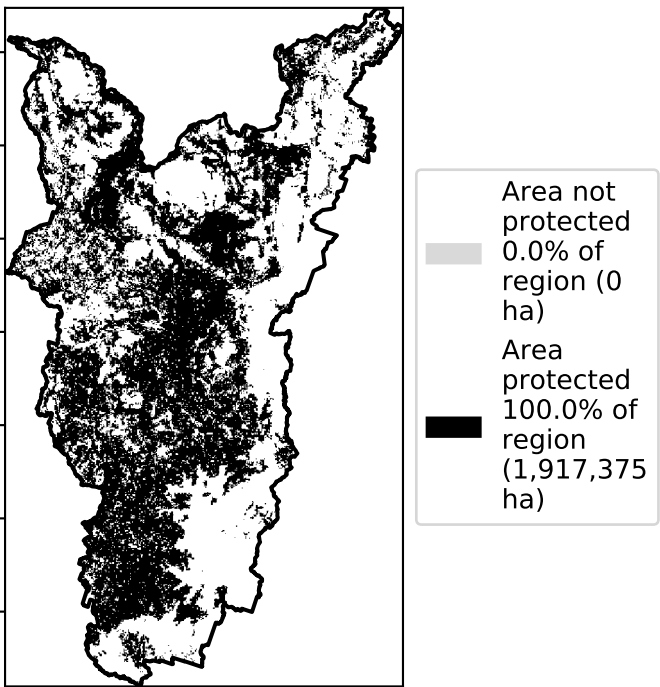 Area not
protected
0.0% of
region (0
ha)
Area
protected
100.0% of
region
(1,917,375
ha)